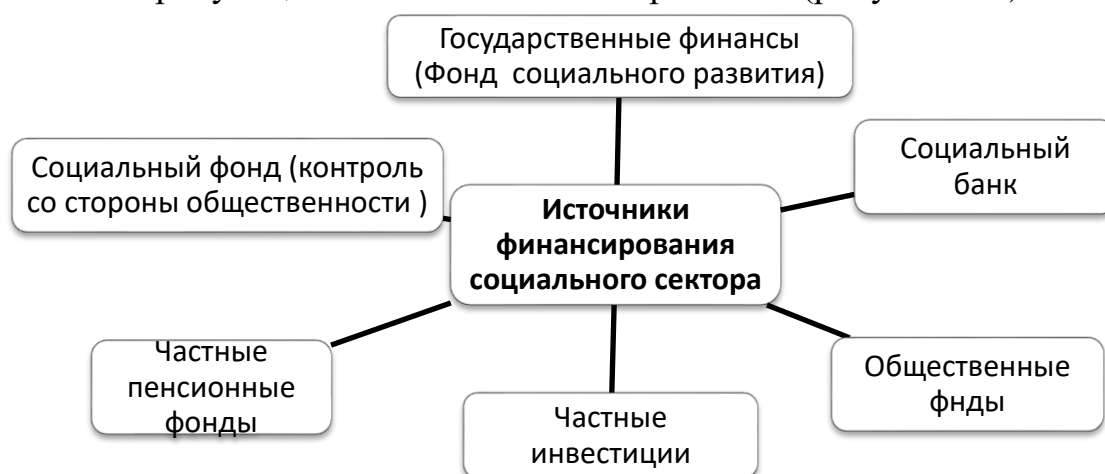 Государственные финансы
(Фонд социального развития)
Социальный фонд (контроль
со стороны общественности )
Социальный
банк
Источники
финансирования
социального сектора
Частные
пенсионные
фонды
Частные
инвестиции
Общественные
фнды